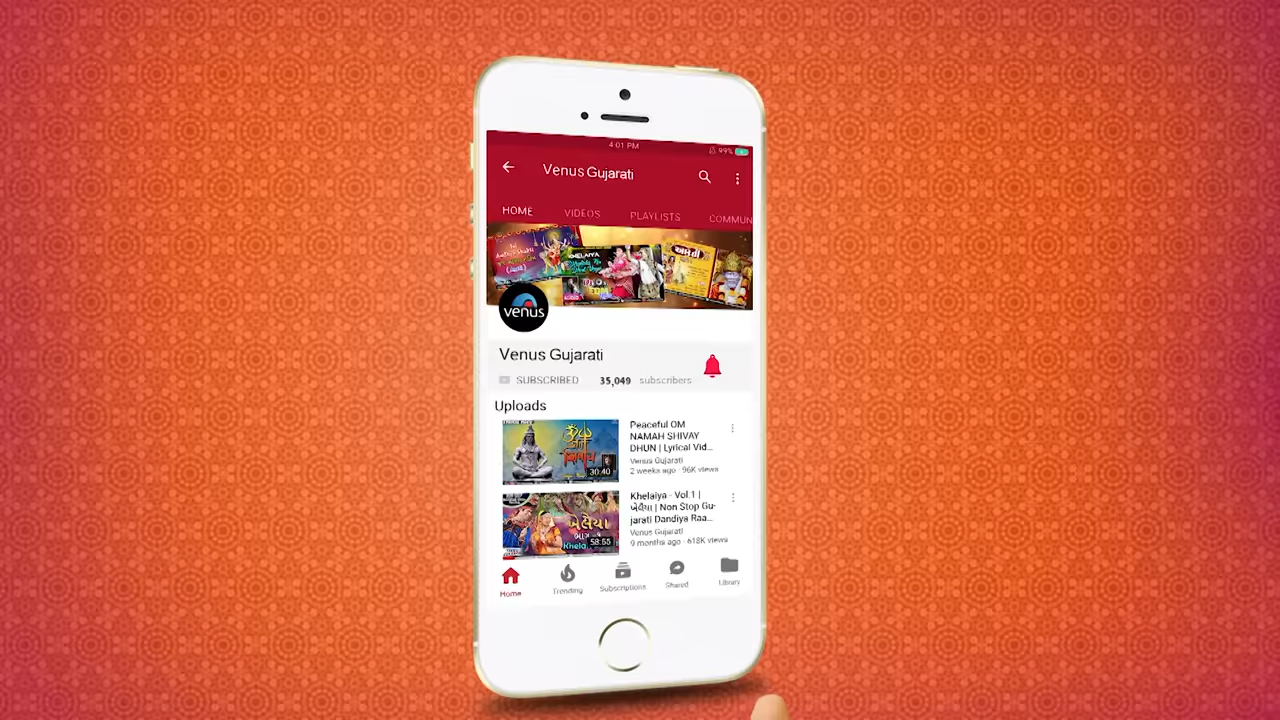 4:01 PM
99%
Venus Gujarati
HOME VIDEOS PLAYLISTS COMMUN
KHELAIYA
venus
Venus Gujarati
SUBSCRIBED 35,049 subscribers
Uploads
Peaceful OM
NAMAH SHIVAY
DHUN | Lyrical Vid...
Venus Gujarati
2 weeks ago · 96K views
30:40
Khelaiya - Vol.1 |
ખેલૈયા | Non Stop Gu-
jarati Dandiya Raa...
Venus Gujarati
9 months ago · 618K views
ખેલૈયા
ભાગ-૧
Khela
58:55
Home Trending Subscriptions Shared Library